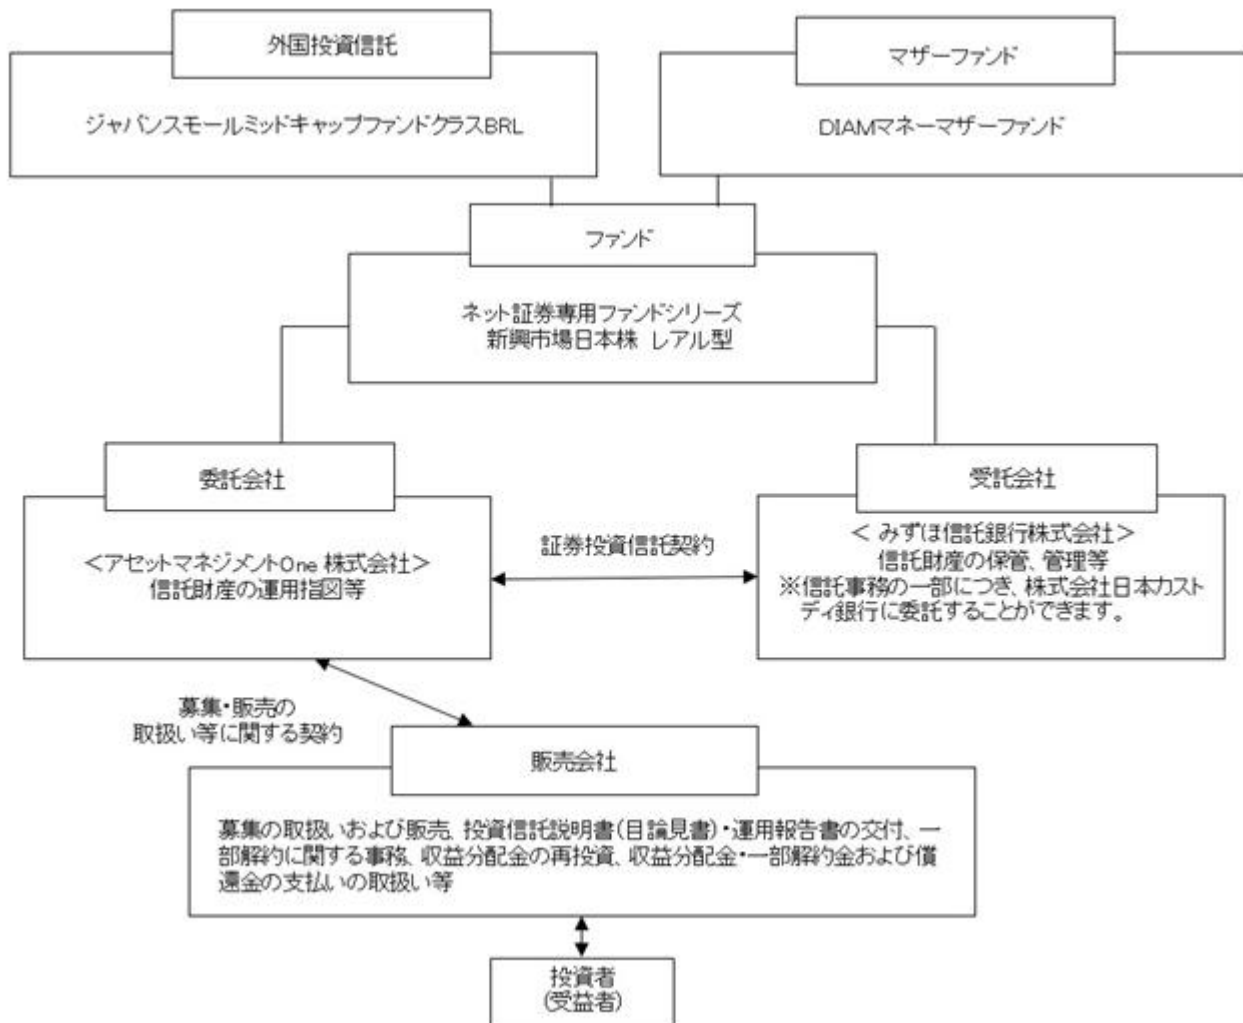 外国投資信託
ジャパンスモールミッドキャップファンドクラスBRL
マザーファンド
DIAMマネーマザーファンド
ファンド
ネット証券専用ファンドシリーズ
新興市場日本株 レアル型
委託会社
＜アセットマネジメントOne 株式会社＞
信託財産の運用指図等
証券投資信託契約
受託会社
＜ みずほ信託銀行株式会社＞
信託財産の保管、管理等
※信託事務の一部につき、株式会社日本カスト
ディ銀行に委託することができます。
募集・販売の
取扱い等に関する契約
販売会社
募集の取扱いおよび販売、投資信託説明書(目論見書)・運用報告書の交付、一
部解約に関する事務、収益分配金の再投資、収益分配金・一部解約金および償
還金の支払いの取扱い等
投資者
(受益者)